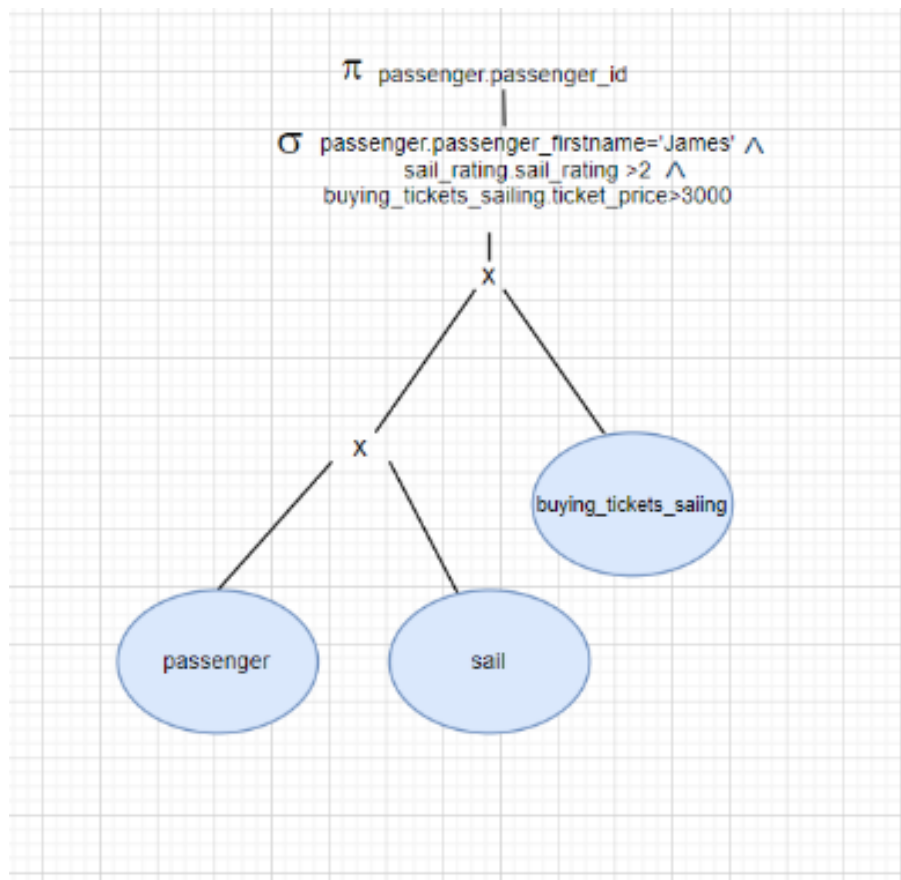 π passenger.passenger_id
σ passenger.passenger_firstname='James' ∧
sail_rating.sail_rating >2 ∧
buying_tickets_sailing.ticket_price>3000
x
x
buying_tickets_saiing
passenger
sail